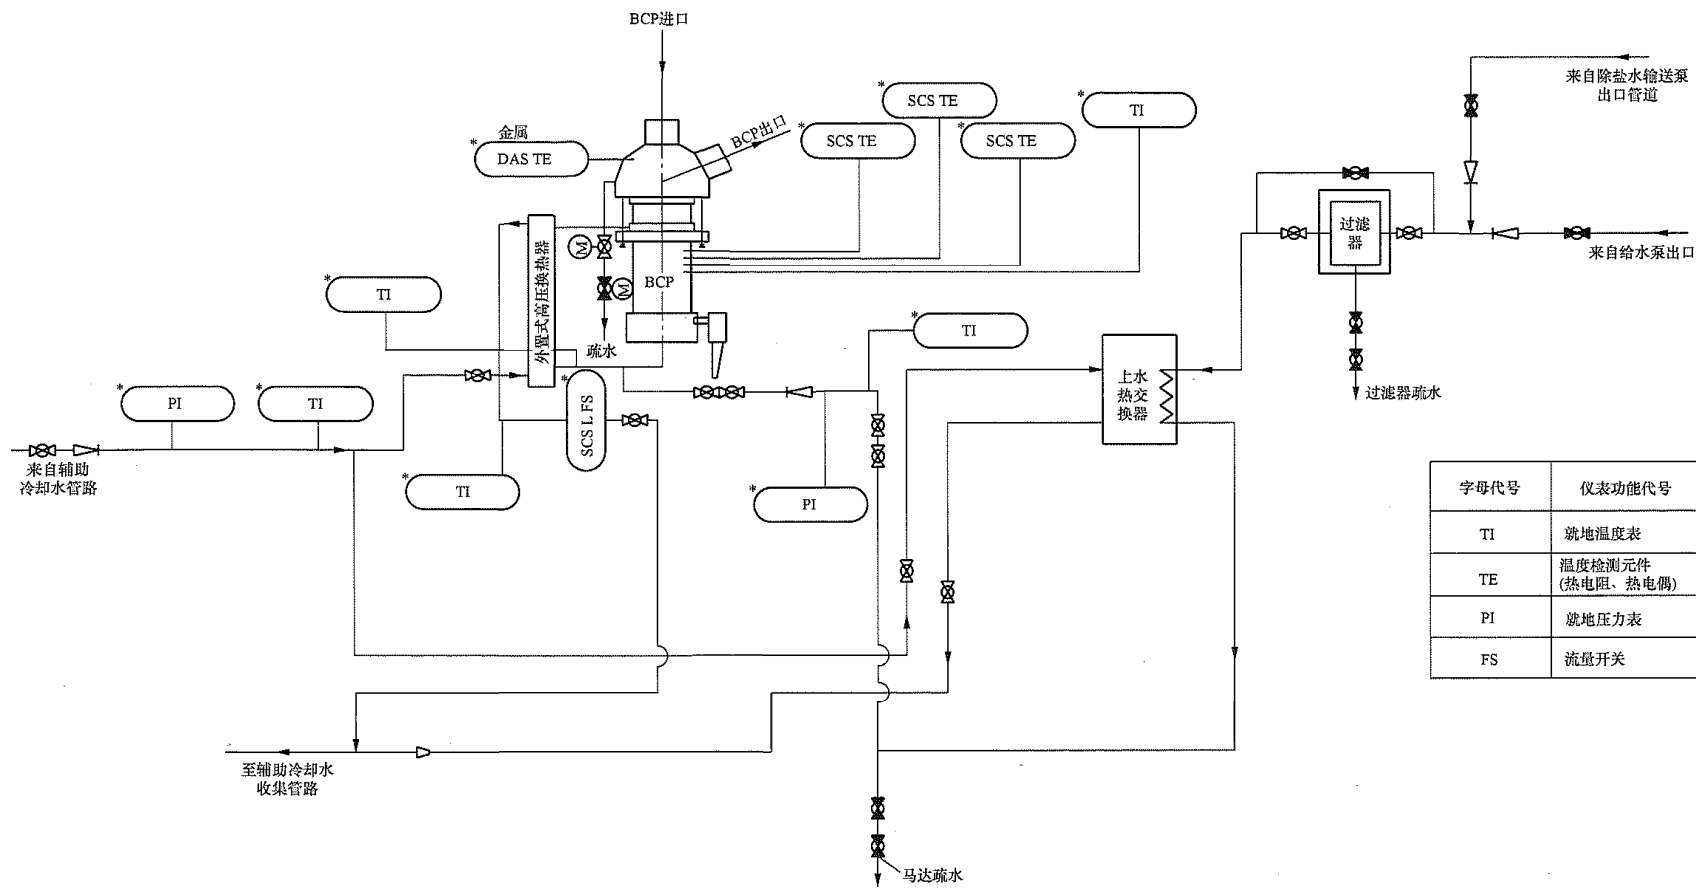 BCP进口
来自除盐水输送泵
出口管道
* SCS TE
* TI
BCP出口
金属
* DAS TE
* SCS TE
* SCS TE
过滤
器
来自给水泵出口
外置式高压换热器
M
M
BCP
* TI
疏水
* TI
上水
热交
换器
过滤器疏水
* PI
* TI
* SCS L FS
来自辅助
冷却水管路
* TI
* PI
字母代号 仪表功能代号
TI 就地温度表
TE 温度检测元件
(热电阻、热电偶)
PI 就地压力表
FS 流量开关
至辅助冷却水
收集管路
马达疏水